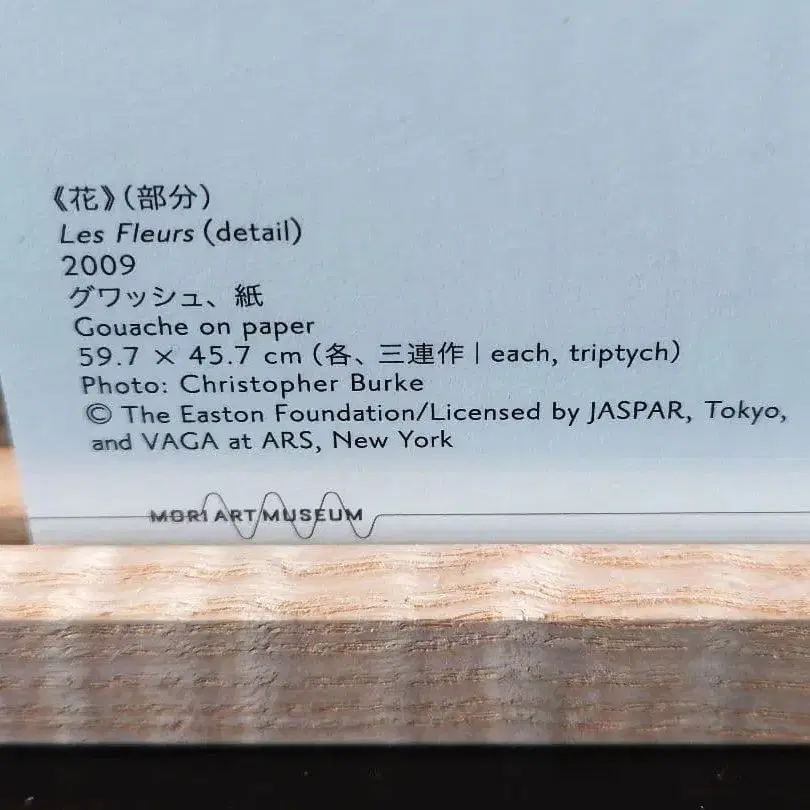 《花》（部分）
Les Fleurs (detail)
2009
グワッシュ、紙
Gouache on paper
59.7 × 45.7 cm（各、三連作 | each, triptych）
Photo: Christopher Burke
© The Easton Foundation/Licensed by JASPAR, Tokyo,
and VAGA at ARS, New York
MORI ART MUSEUM